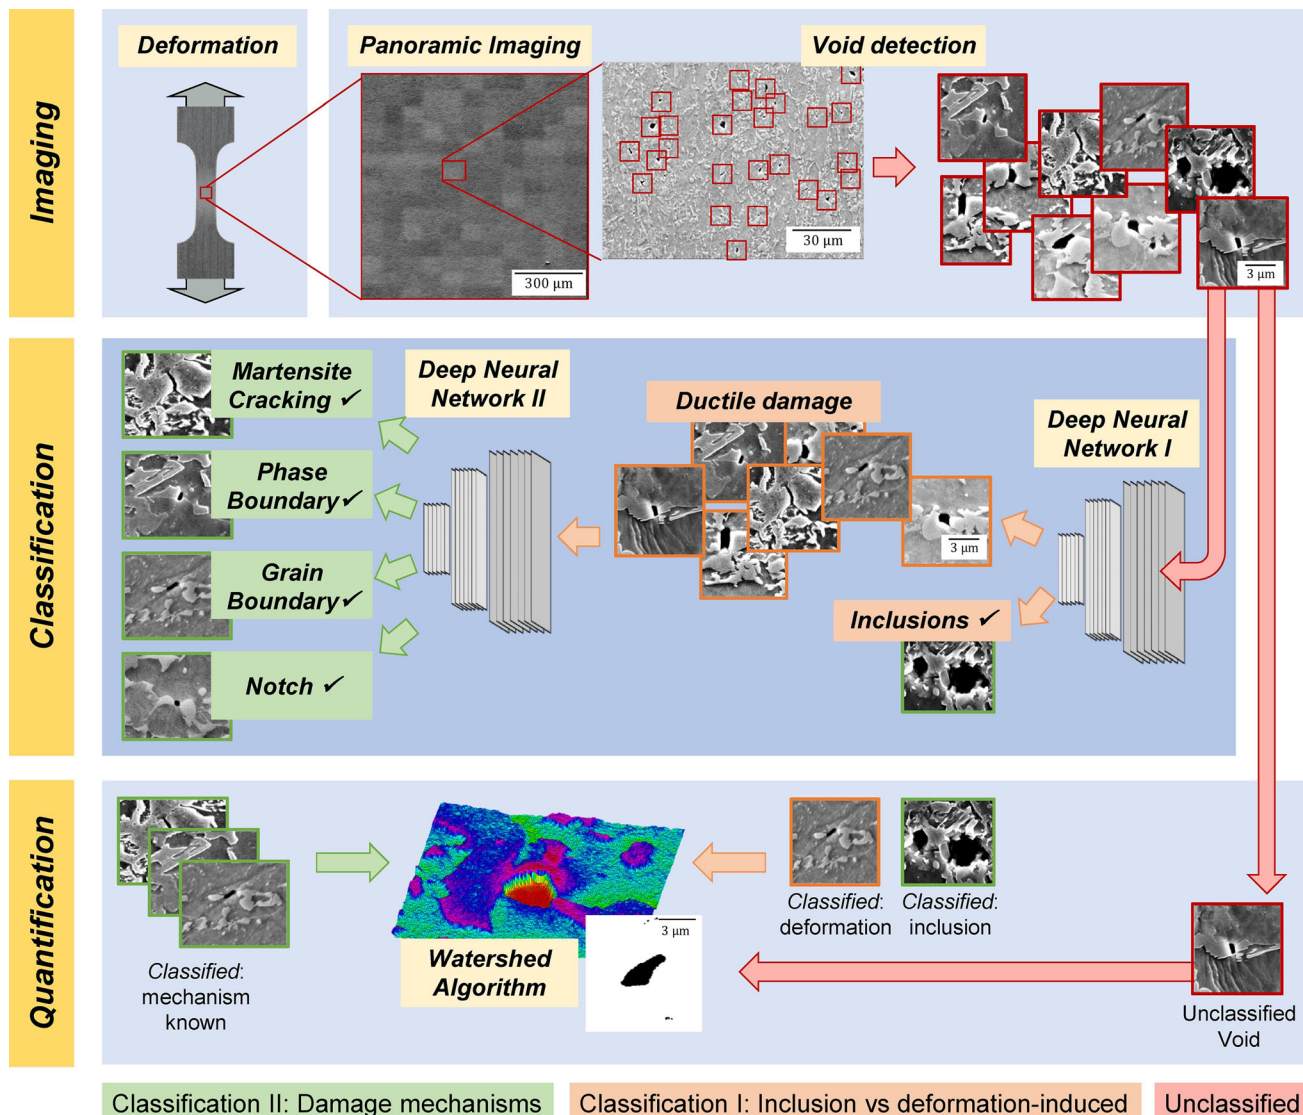 Imaging
Deformation
Panoramic Imaging
Void detection
300 μm
30 μm
3 μm
Classification
Martensite
Cracking ✓
Phase
Boundary ✓
Grain
Boundary ✓
Notch ✓
Deep Neural
Network II
Ductile damage
3 μm
Inclusions ✓
Deep Neural
Network I
Quantification
Classified:
mechanism
known
Watershed
Algorithm
3 μm
Classified:
deformation
Classified:
inclusion
Unclassified
Void
Classification II: Damage mechanisms
Classification I: Inclusion vs deformation-induced
Unclassified